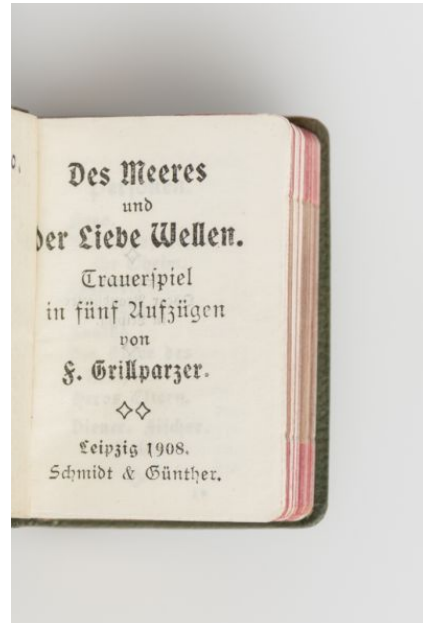 Des Meeres
und
der Liebe Wellen.
Trauerspiel
in fünf Aufzügen
von
F. Grillparzer.
Leipzig 1908.
Schmidt & Günther.